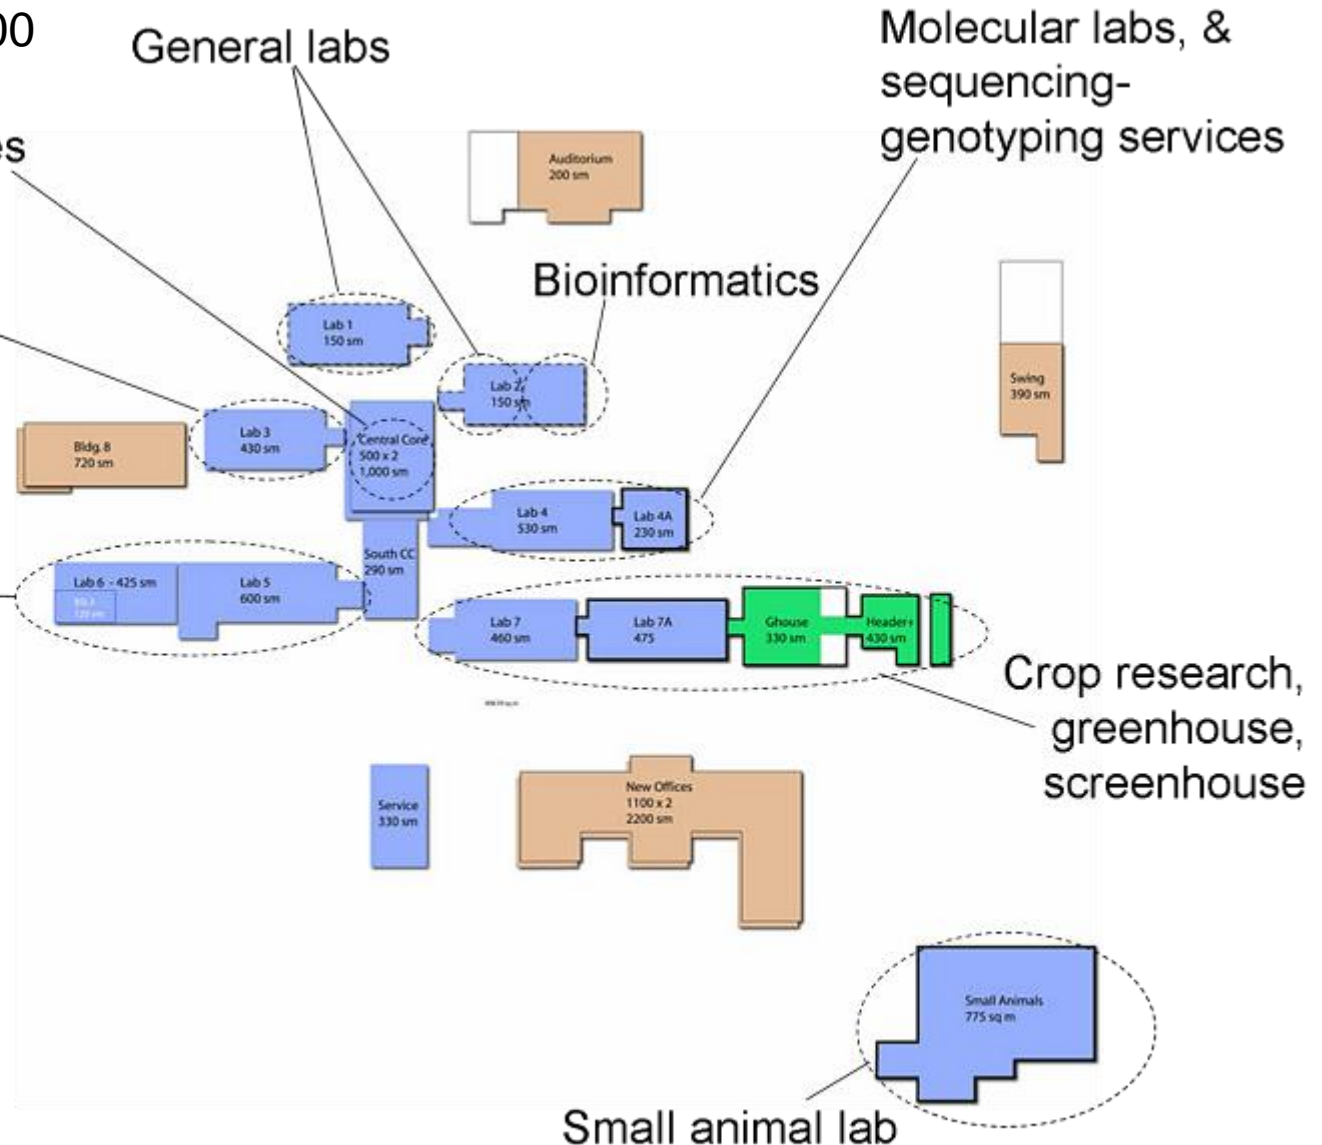 00
General labs
Molecular labs, &
sequencing-
genotyping services
es
Auditorium
200 sm
Bioinformatics
Lab 1
150 sm
Lab 2
150 sm
Swing
390 sm
Lab 3
430 sm
Central Core
500 x 2
1,000 sm
Bldg. 8
720 sm
Lab 4
530 sm
Lab 4A
230 sm
South CC
290 sm
Lab 6 - 425 sm
Lab 5
600 sm
Lab 7
460 sm
Lab 7A
475
Ghouse
330 sm
Header+
430 sm
Crop research,
greenhouse,
screenhouse
Service
330 sm
New Offices
1100 x 2
2200 sm
Small Animals
775 sq m
Small animal lab